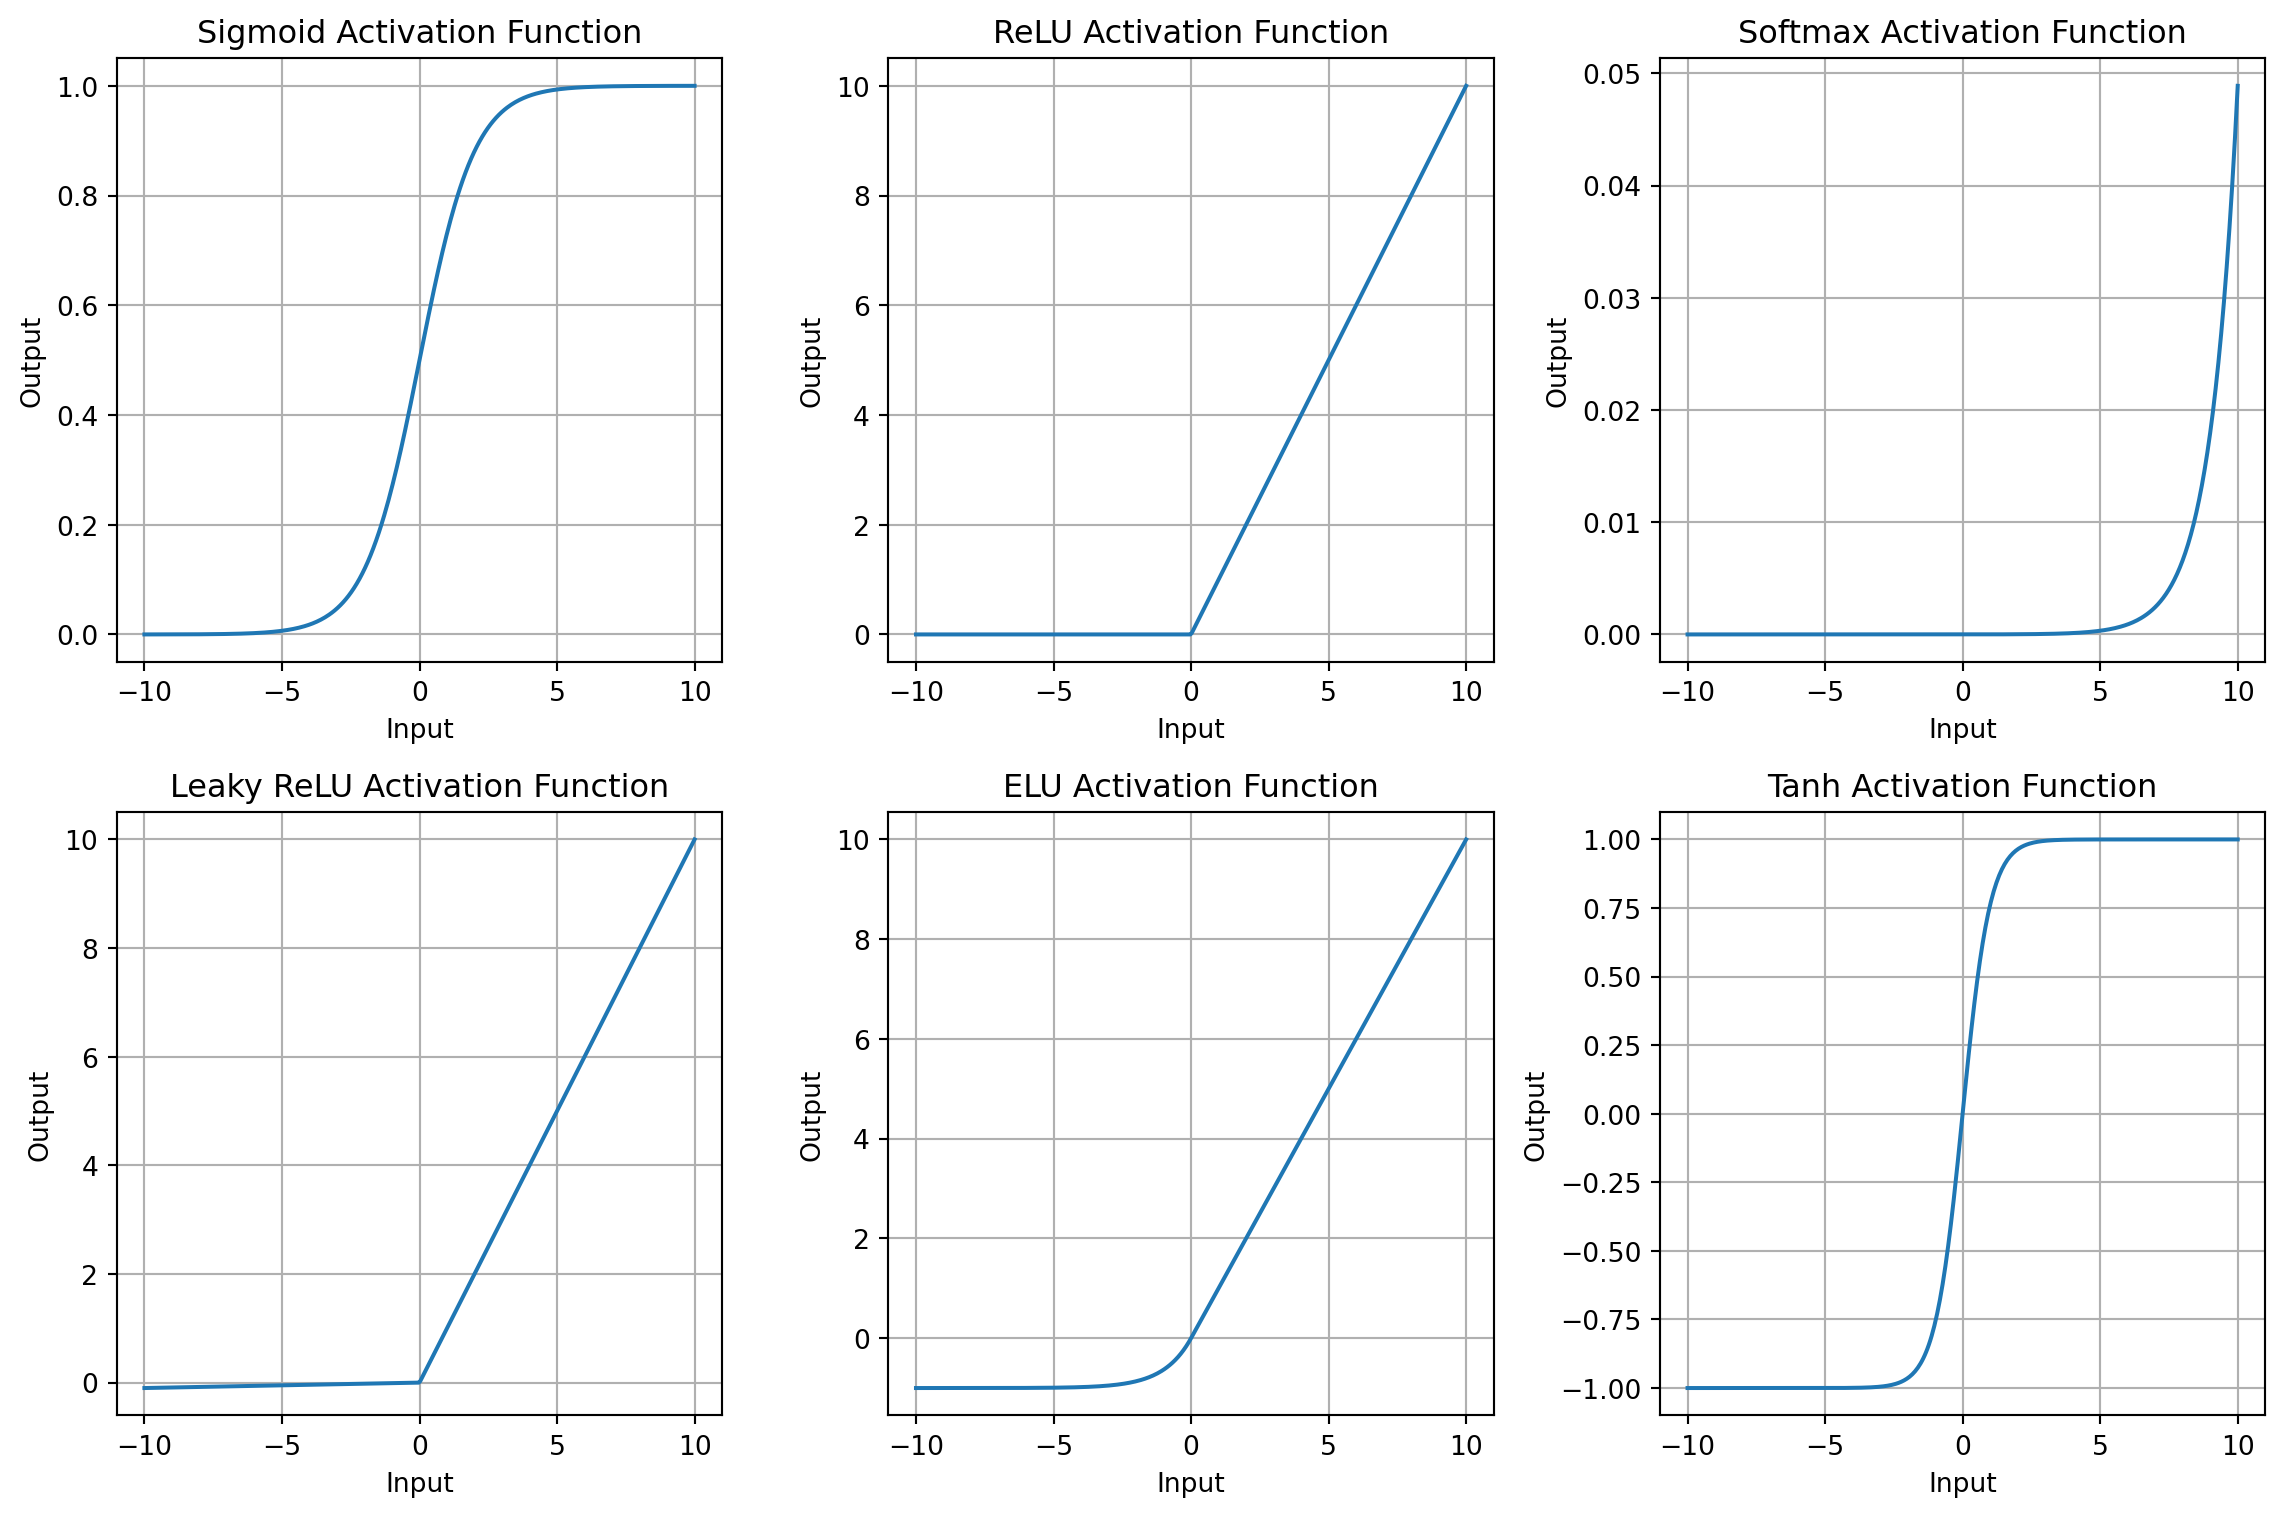 Sigmoid Activation Function
1.0
0.8
0.6
0.4
0.2
0.0
Output
−10 −5 0 5 10
Input
ReLU Activation Function
10
8
6
4
2
0
Output
−10 −5 0 5 10
Input
Softmax Activation Function
0.05
0.04
0.03
0.02
0.01
0.00
Output
−10 −5 0 5 10
Input
Leaky ReLU Activation Function
10
8
6
4
2
0
Output
−10 −5 0 5 10
Input
ELU Activation Function
10
8
6
4
2
0
Output
−10 −5 0 5 10
Input
Tanh Activation Function
1.00
0.75
0.50
0.25
0.00
−0.25
−0.50
−0.75
−1.00
Output
−10 −5 0 5 10
Input